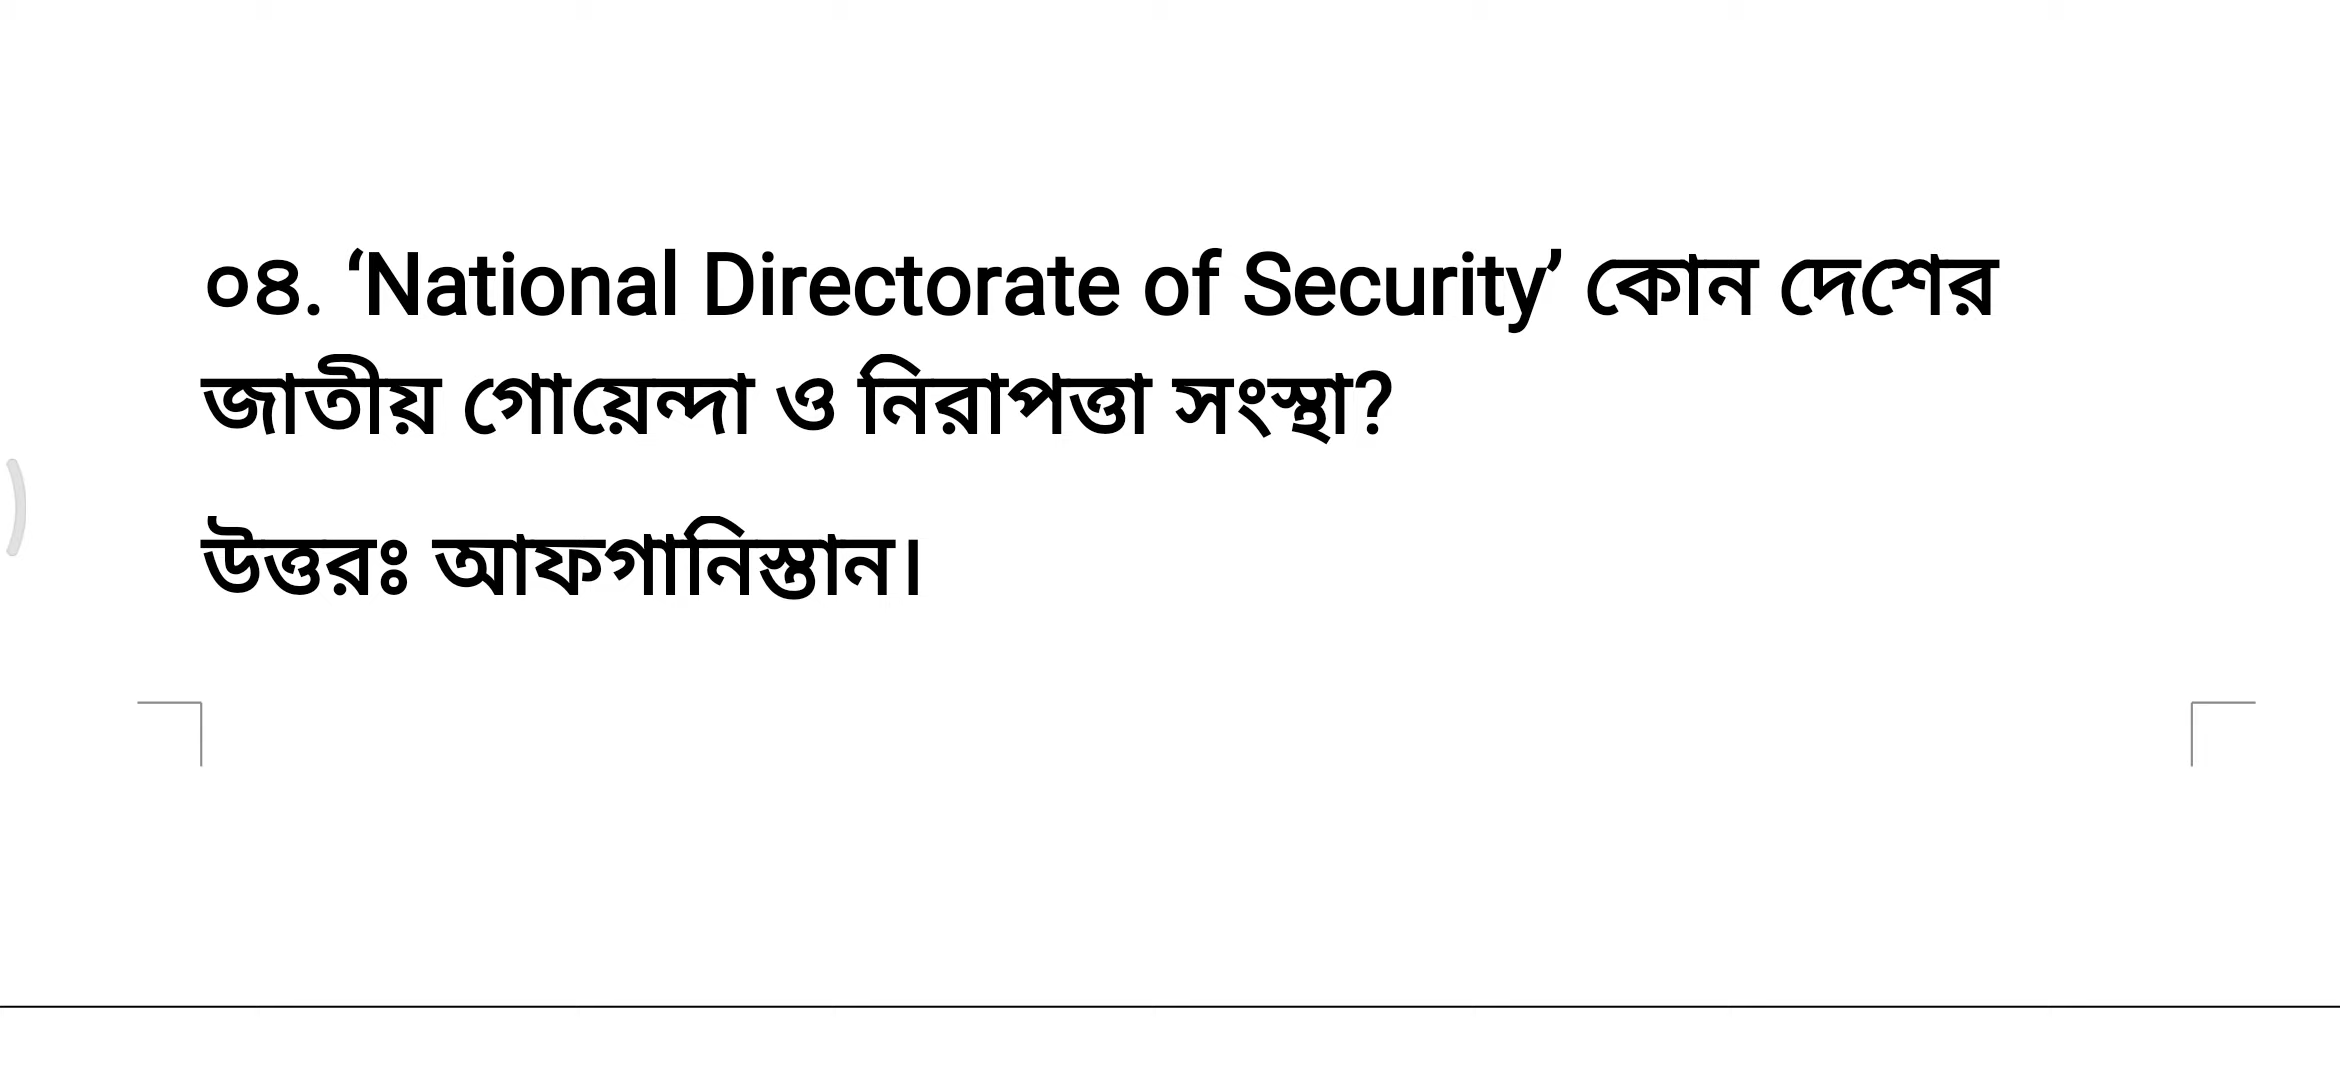 ০৪. ‘National Directorate of Security’ কোন দেশের
জাতীয় গোয়েন্দা ও নিরাপত্তা সংস্থা?
উত্তরঃ আফগানিস্তান।